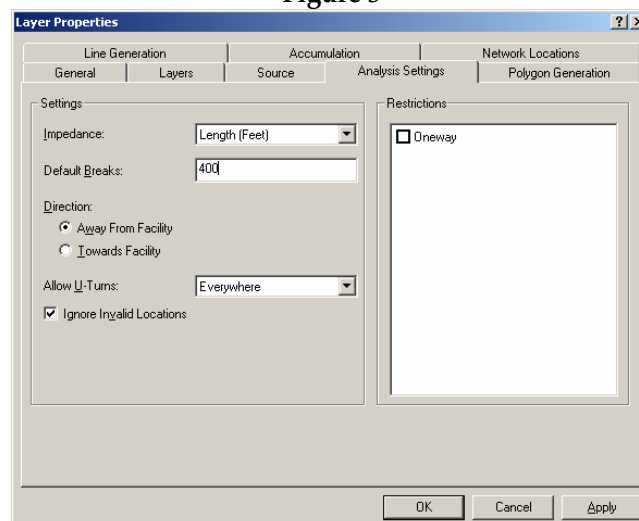 Layer Properties
Line Generation Accumulation Network Locations
General Layers Source Analysis Settings Polygon Generation
Settings Restrictions
Impedance: Length (Feet) Oneway
Default Breaks: 400
Direction:
Away From Facility
Towards Facility
Allow U-Turns: Everywhere
Ignore Invalid Locations
OK Cancel Apply